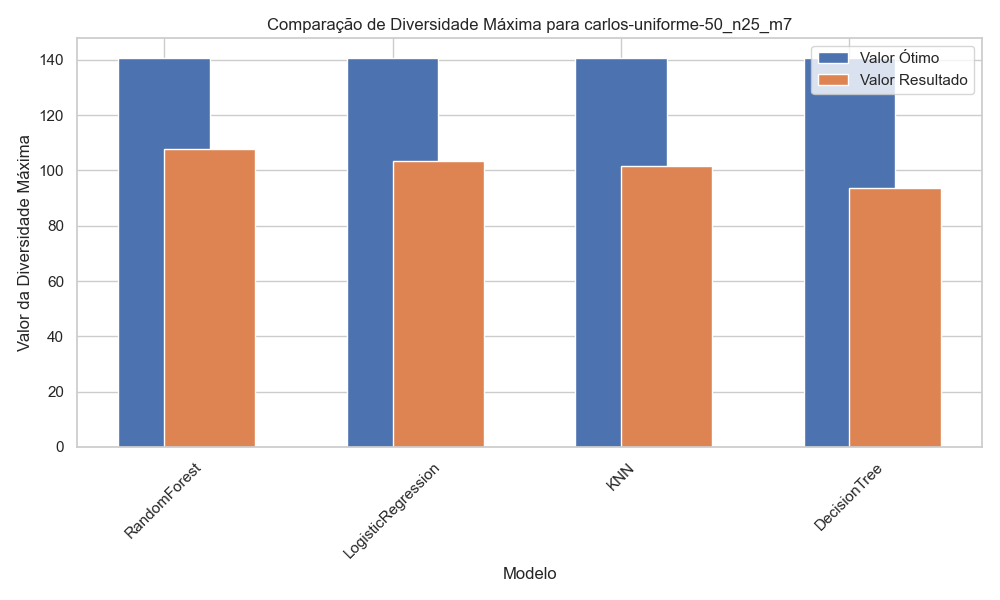 Comparação de Diversidade Máxima para carlos-uniforme-50_n25_m7
Valor Ótimo
Valor Resultado
Valor da Diversidade Máxima
140
120
100
80
60
40
20
0
RandomForest
LogisticRegression
KNN
DecisionTree
Modelo